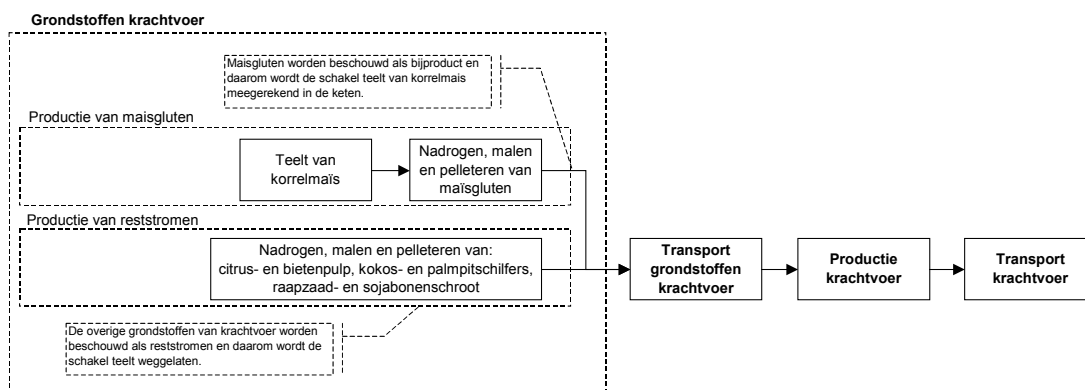 Grondstoffen krachtvoer
Maisgluten worden beschouwd als bijproduct en
daarom wordt de schakel teelt van korrelmais
meegerekend in de keten.
Productie van maisgluten
Teelt van
korrelmaïs
Nadrogen, malen
en pelleteren van
maïsgluten
Productie van reststromen
Nadrogen, malen en pelleteren van:
citrus- en bietenpulp, kokos- en palmpitschilfers,
raapzaad- en sojabonenschroot
Transport
grondstoffen
krachtvoer
Productie
krachtvoer
Transport
krachtvoer
De overige grondstoffen van krachtvoer worden
beschouwd als reststromen en daarom wordt de
schakel teelt weggelaten.